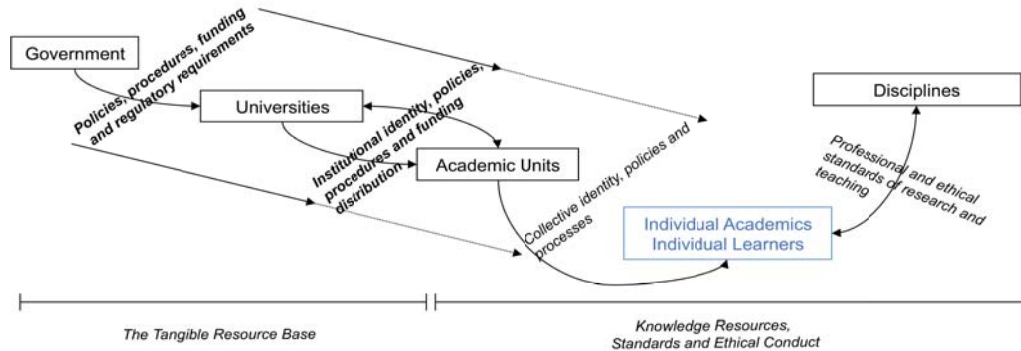 Government
Policies, procedures, funding
and regulatory requirements
Universities
Institutional identity, policies,
procedures and funding
distribution
Academic Units
Collective identity, policies and
processes
Disciplines
Professional and ethical
standards of research and
teaching
Individual Academics
Individual Learners
The Tangible Resource Base
Knowledge Resources,
Standards and Ethical Conduct